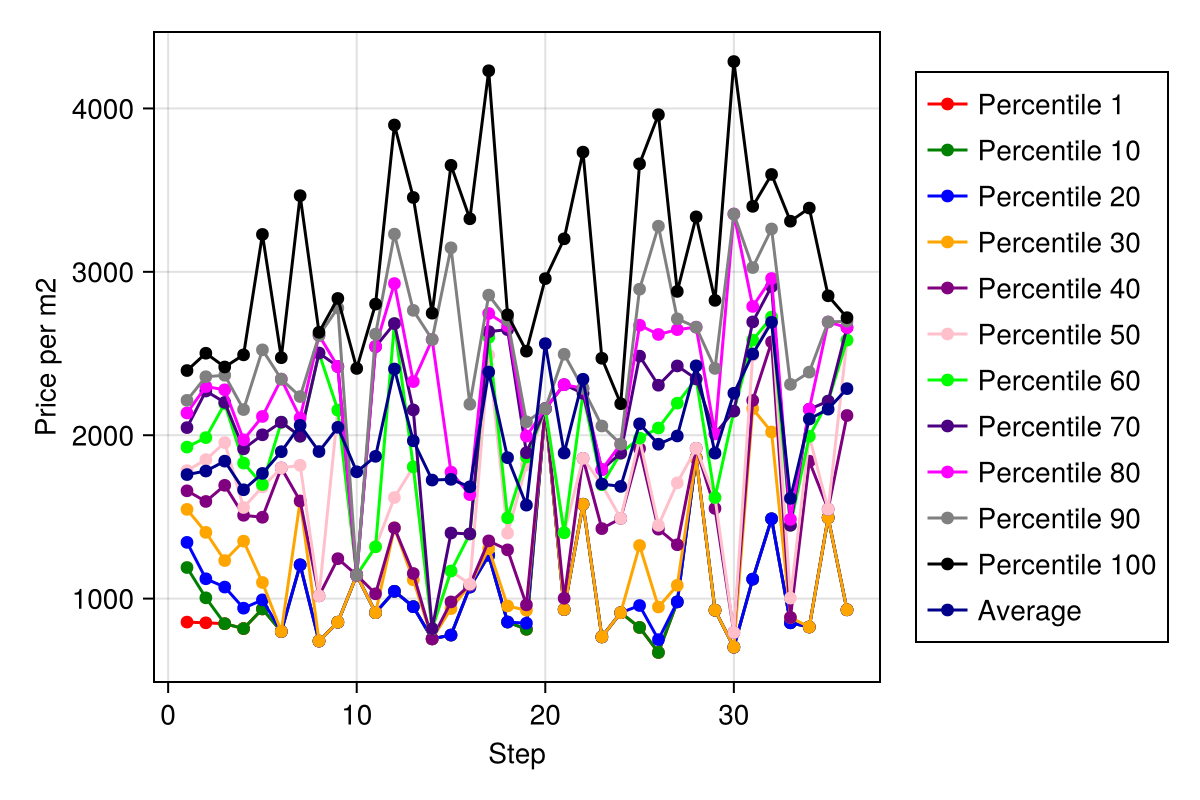 4000
3000
2000
1000
Price per m2
0 10 20 30
Step
Percentile 1
Percentile 10
Percentile 20
Percentile 30
Percentile 40
Percentile 50
Percentile 60
Percentile 70
Percentile 80
Percentile 90
Percentile 100
Average